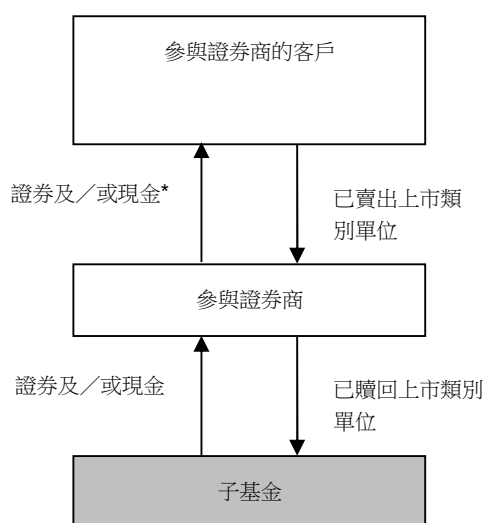 參與證券商的客戶
證券及／或現金*
已賣出上市類
別單位
參與證券商
證券及／或現金
已贖回上市類別
單位
子基金